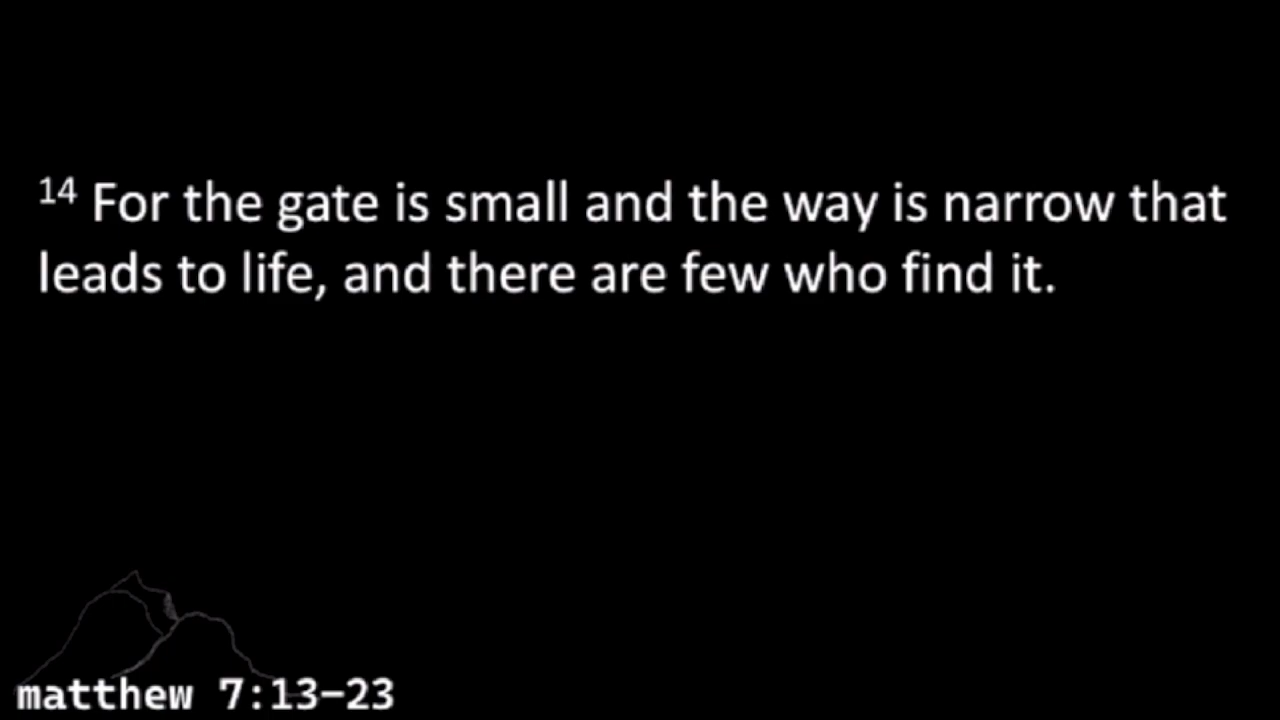 14 For the gate is small and the way is narrow that
leads to life, and there are few who find it.
matthew 7:13–23